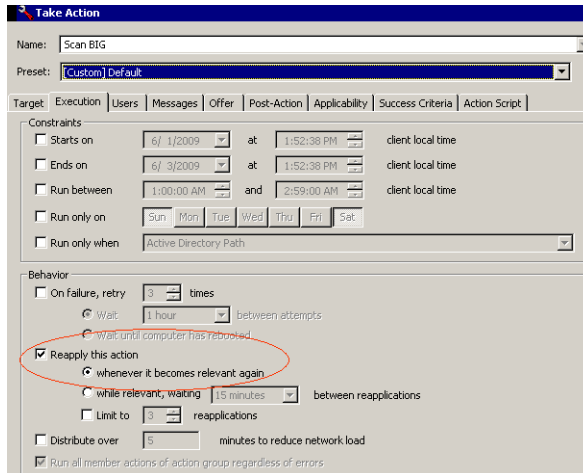 Take Action
Name: Scan BIG
Preset: [Custom] Default
Target Execution Users Messages Offer Post-Action Applicability Success Criteria Action Script
Constraints
Starts on 6/ 1/2009 at 1:52:38 PM client local time
Ends on 6/ 3/2009 at 1:52:38 PM client local time
Run between 1:00:00 AM and 2:59:00 AM client local time
Run only on Sun Mon Tue Wed Thu Fri Sat
Run only when Active Directory Path
Behavior
On failure, retry 3 times
Wait 1 hour between attempts
Wait until computer has rebooted
Reapply this action
whenever it becomes relevant again
while relevant, waiting 15 minutes between reapplications
Limit to 3 reapplications
Distribute over 5 minutes to reduce network load
Run all member actions of action group regardless of errors